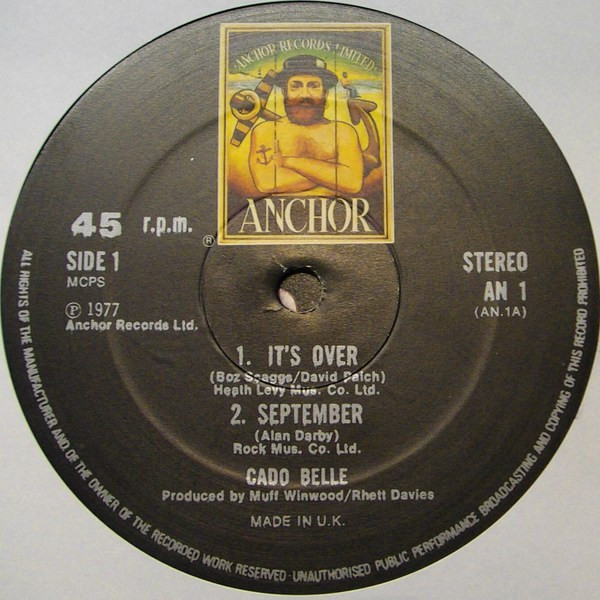 ANCHOR RECORDS LIMITED
ANCHOR
®
45 r.p.m.
SIDE 1
MCPS
Ⓟ 1977
Anchor Records Ltd.
STEREO
AN 1
(AN.1A)
1. IT'S OVER
(Boz Scaggs/David Paich)
Heath Levy Mus. Co. Ltd.
2. SEPTEMBER
(Alan Darby)
Rock Mus. Co. Ltd.
CADO BELLE
Produced by Muff Winwood/Rhett Davies
MADE IN U.K.
ALL RIGHTS OF THE MANUFACTURER AND OF THE OWNER OF THE RECORDED WORK RESERVED · UNAUTHORISED PUBLIC PERFORMANCE BROADCASTING AND COPYING OF THIS RECORD PROHIBITED